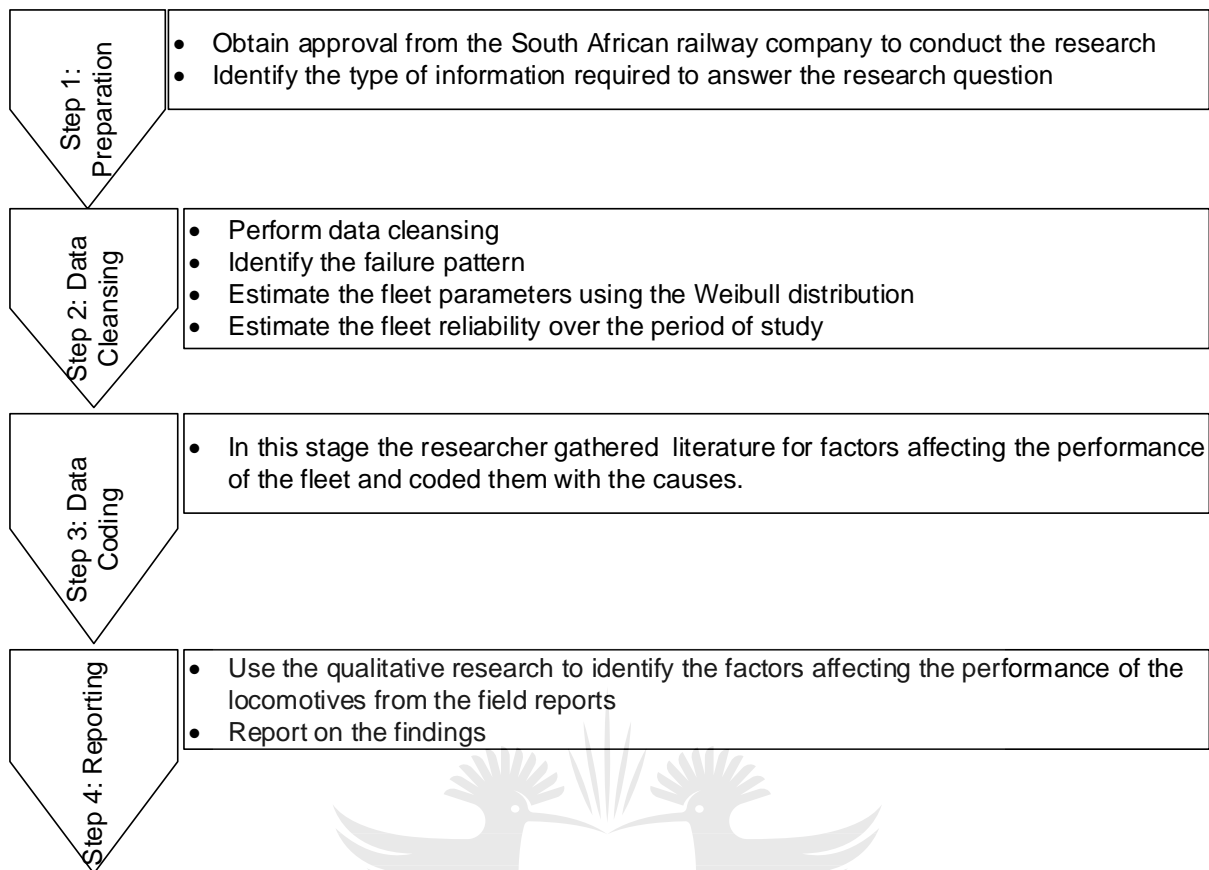 Step 1:
Preparation
• Obtain approval from the South African railway company to conduct the research
• Identify the type of information required to answer the research question
Step 2: Data
Cleansing
• Perform data cleansing
• Identify the failure pattern
• Estimate the fleet parameters using the Weibull distribution
• Estimate the fleet reliability over the period of study
Step 3: Data
Coding
• In this stage the researcher gathered literature for factors affecting the performance
of the fleet and coded them with the causes.
Step 4: Reporting
• Use the qualitative research to identify the factors affecting the performance of the
locomotives from the field reports
• Report on the findings